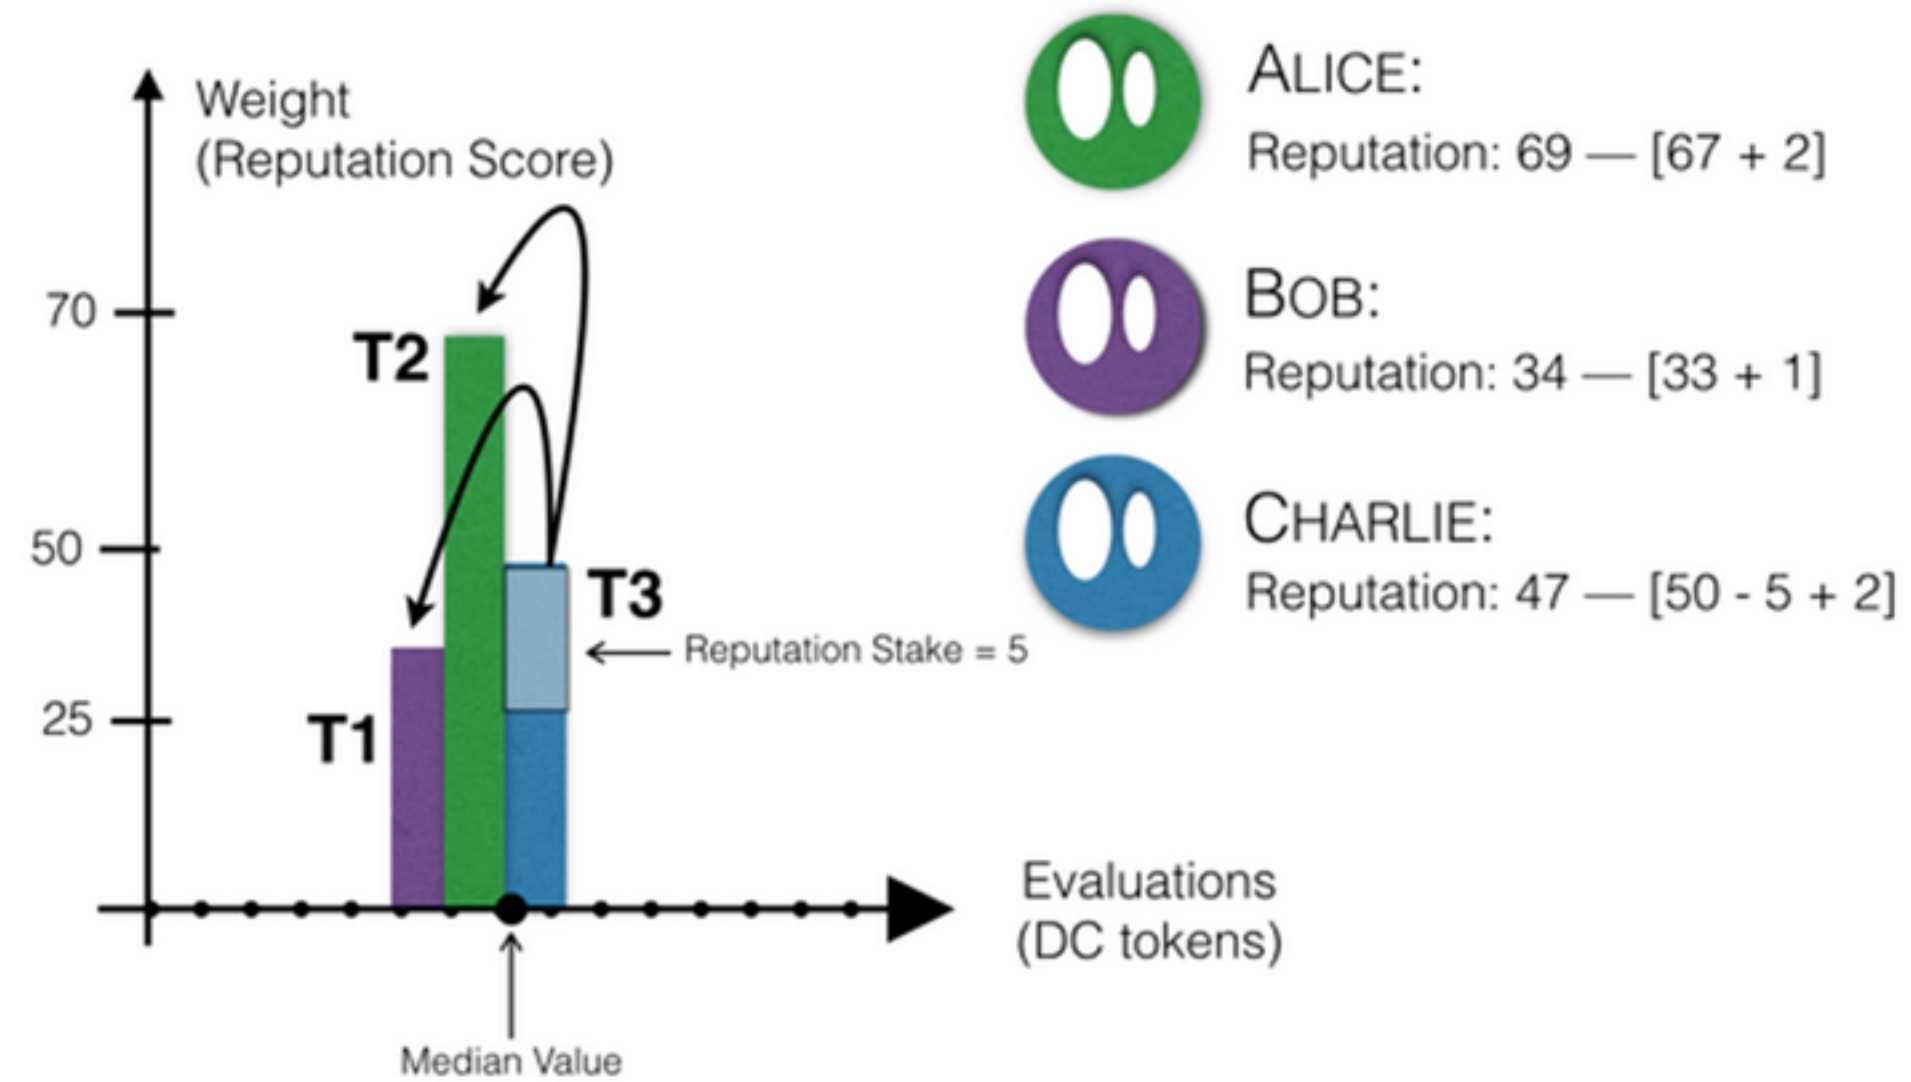 Weight
(Reputation Score)
70
50
25
T2
T1
T3
Reputation Stake = 5
Median Value
Evaluations
(DC tokens)
ALICE:
Reputation: 69 — [67 + 2]
BOB:
Reputation: 34 — [33 + 1]
CHARLIE:
Reputation: 47 — [50 - 5 + 2]